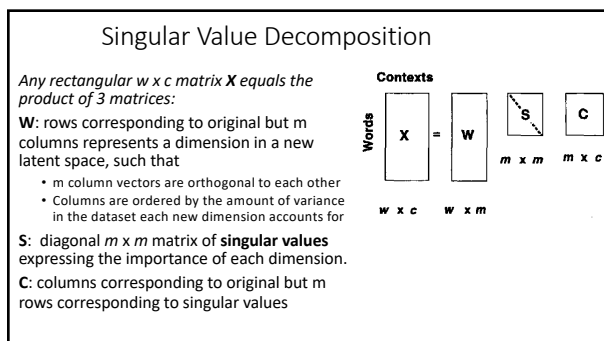 Singular Value Decomposition
Any rectangular w x c matrix X equals the
product of 3 matrices:
W: rows corresponding to original but m
columns represents a dimension in a new
latent space, such that
• m column vectors are orthogonal to each other
• Columns are ordered by the amount of variance
in the dataset each new dimension accounts for
S: diagonal m x m matrix of singular values
expressing the importance of each dimension.
C: columns corresponding to original but m
rows corresponding to singular values
Contexts
Words
X = W S C
m x m m x c
w x c w x m